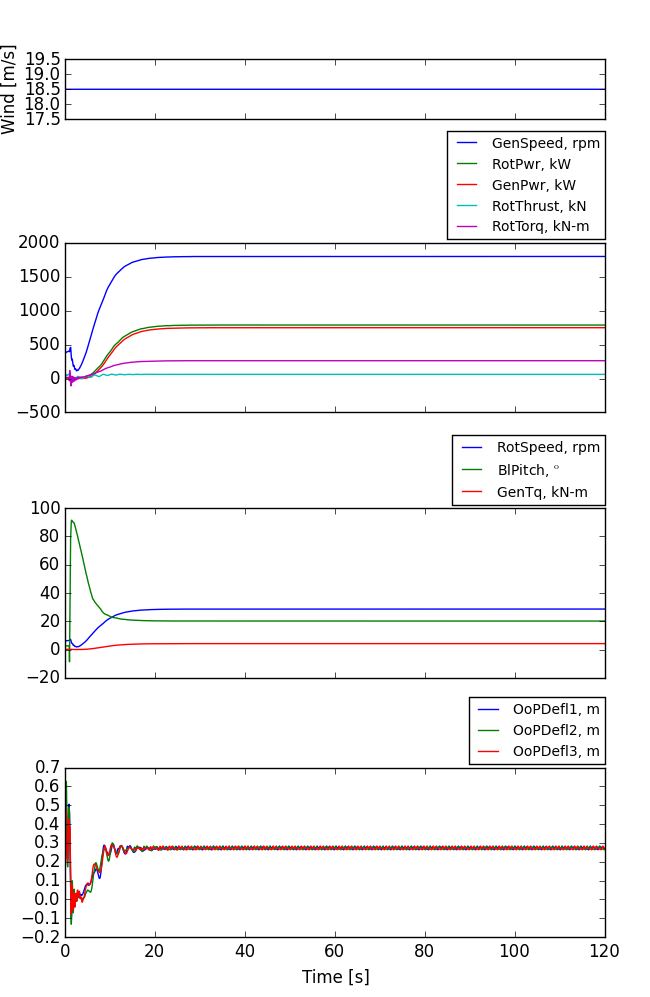 Wind [m/s]
19.5
19.0
18.5
18.0
17.5
GenSpeed, rpm
RotPwr, kW
GenPwr, kW
RotThrust, kN
RotTorq, kN-m
2000
1500
1000
500
0
−500
RotSpeed, rpm
BlPitch, °
GenTq, kN-m
100
80
60
40
20
0
−20
OoPDefl1, m
OoPDefl2, m
OoPDefl3, m
0.7
0.6
0.5
0.4
0.3
0.2
0.1
0.0
−0.1
−0.2
0 20 40 60 80 100 120
Time [s]